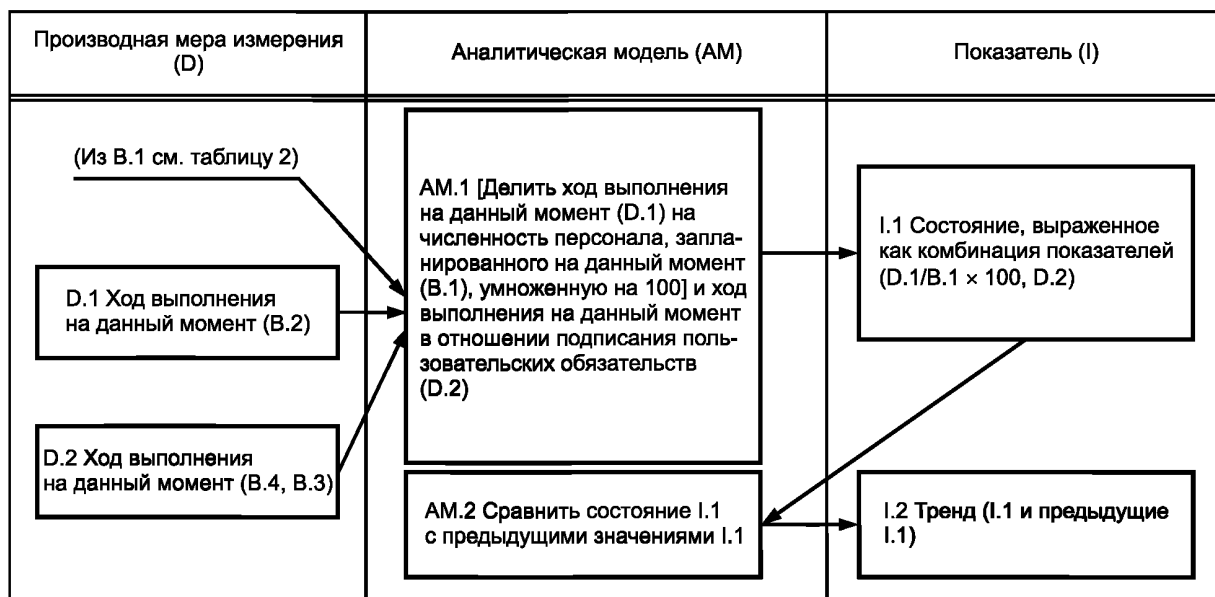 Производная мера измерения
(D)
Аналитическая модель (АМ)
Показатель (I)
(Из В.1 см. таблицу 2)
D.1 Ход выполнения
на данный момент (В.2)
D.2 Ход выполнения
на данный момент (В.4, В.3)
АМ.1 [Делить ход выполнения
на данный момент (D.1) на
численность персонала, запла-
нированного на данный момент
(В.1), умноженную на 100] и ход
выполнения на данный момент
в отношении подписания поль-
зовательских обязательств
(D.2)
АМ.2 Сравнить состояние I.1
с предыдущими значениями I.1
I.1 Состояние, выраженное
как комбинация показателей
(D.1/В.1 × 100, D.2)
I.2 Тренд (I.1 и предыдущие
I.1)